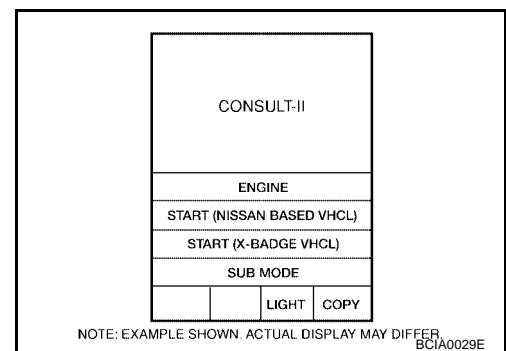 CONSULT-II
ENGINE
START (NISSAN BASED VHCL)
START (X-BADGE VHCL)
SUB MODE
LIGHT COPY
NOTE: EXAMPLE SHOWN. ACTUAL DISPLAY MAY DIFFER.
BCIA0029E